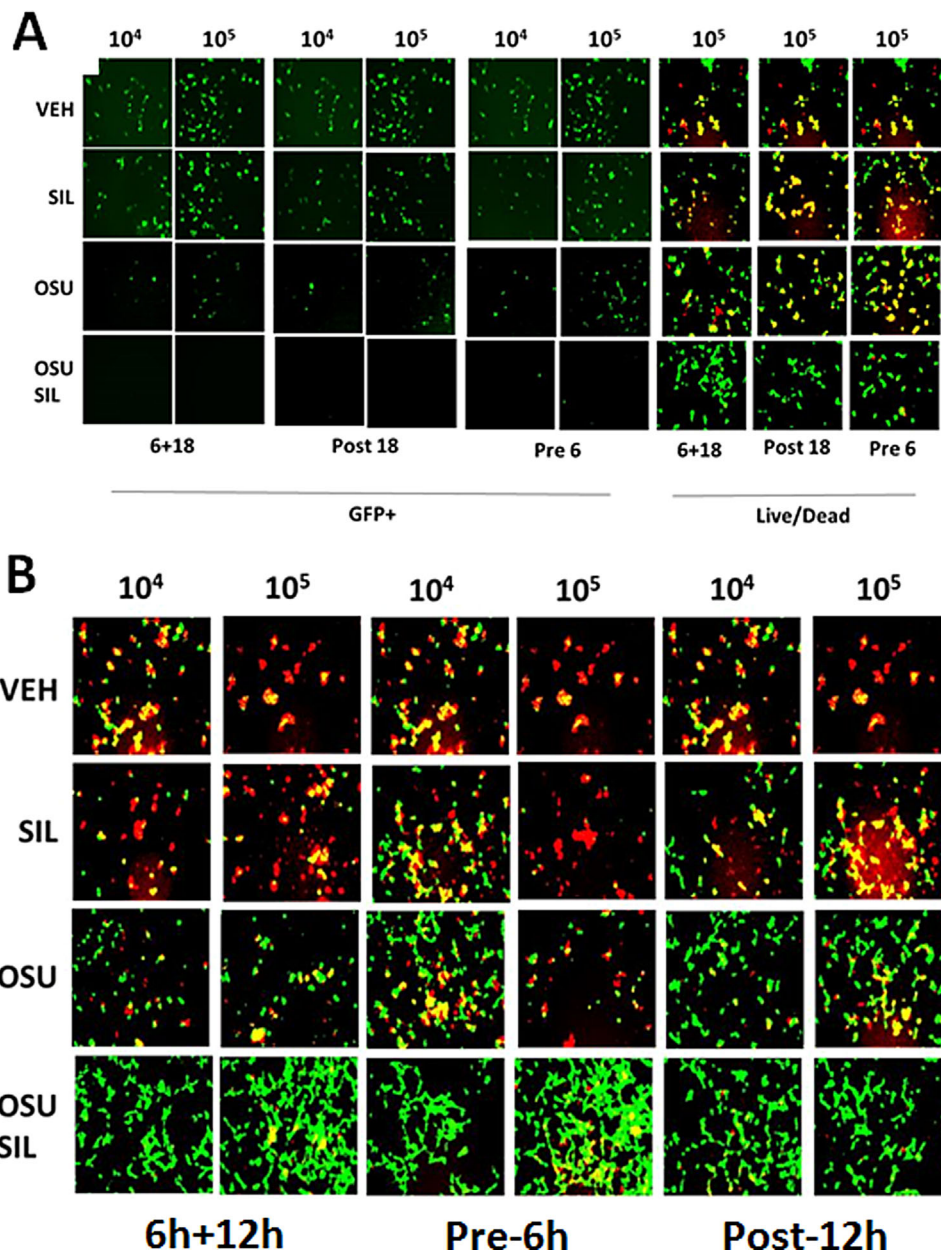 A
10⁴ 10⁵ 10⁴ 10⁵ 10⁴ 10⁵ 10⁵ 10⁵ 10⁵
VEH
SIL
OSU
OSU
SIL
6+18 Post 18 Pre 6 6+18 Post 18 Pre 6
GFP+ Live/Dead
B
10⁴ 10⁵ 10⁴ 10⁵ 10⁴ 10⁵
VEH
SIL
OSU
OSU
SIL
6h+12h Pre-6h Post-12h